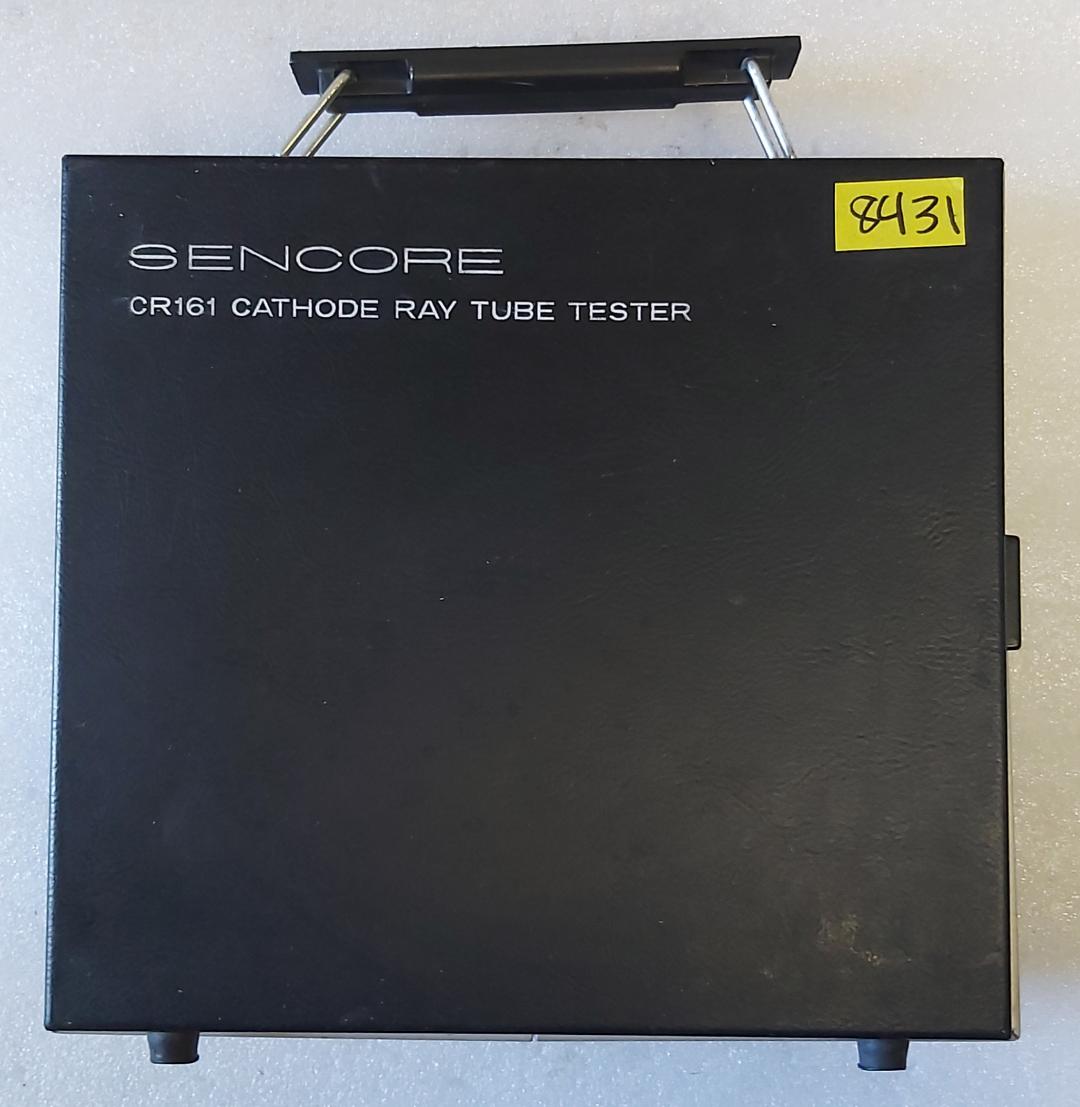 8431
SENCORE
CR161 CATHODE RAY TUBE TESTER